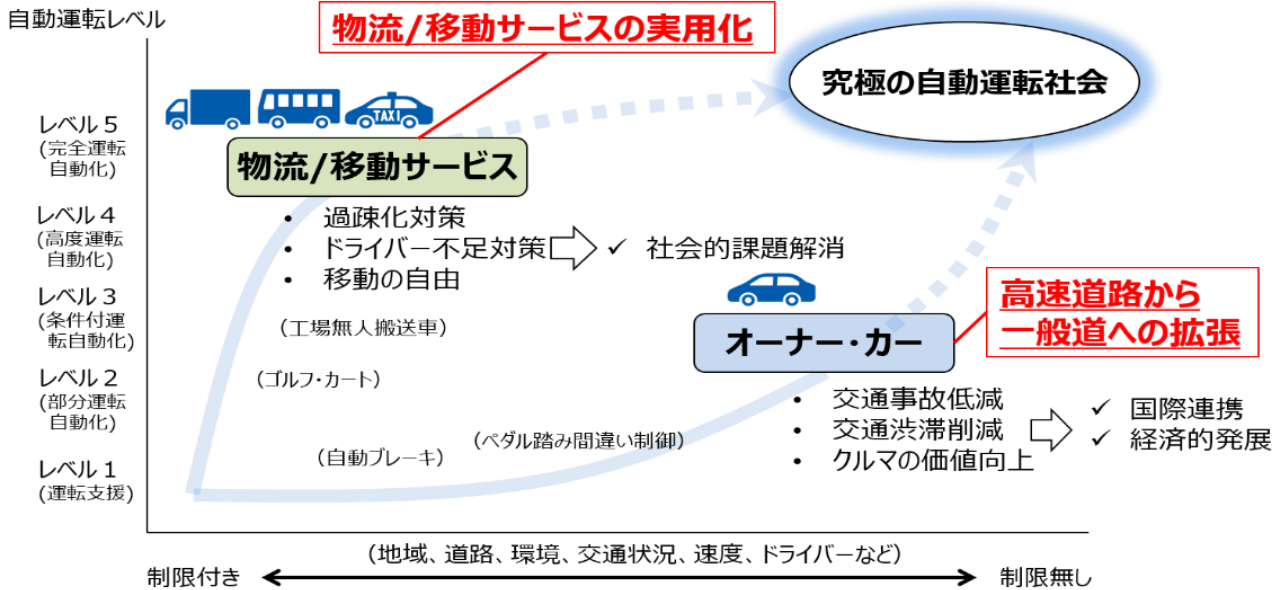 自動運転レベル
物流/移動サービスの実用化
究極の自動運転社会
TAXI
レベル5
(完全運転
自動化)
物流/移動サービス
レベル4
(高度運転
自動化)
• 過疎化対策
• ドライバー不足対策
• 移動の自由
✓ 社会的課題解消
レベル3
(条件付運
転自動化)
(工場無人搬送車)
オーナー・カー
高速道路から
一般道への拡張
レベル2
(部分運転
自動化)
(ゴルフ・カート)
(自動ブレーキ)
(ペダル踏み間違い制御)
• 交通事故低減
• 交通渋滞削減
• クルマの価値向上
✓ 国際連携
✓ 経済的発展
レベル1
(運転支援)
(地域、道路、環境、交通状況、速度、ドライバーなど)
制限付き
制限無し